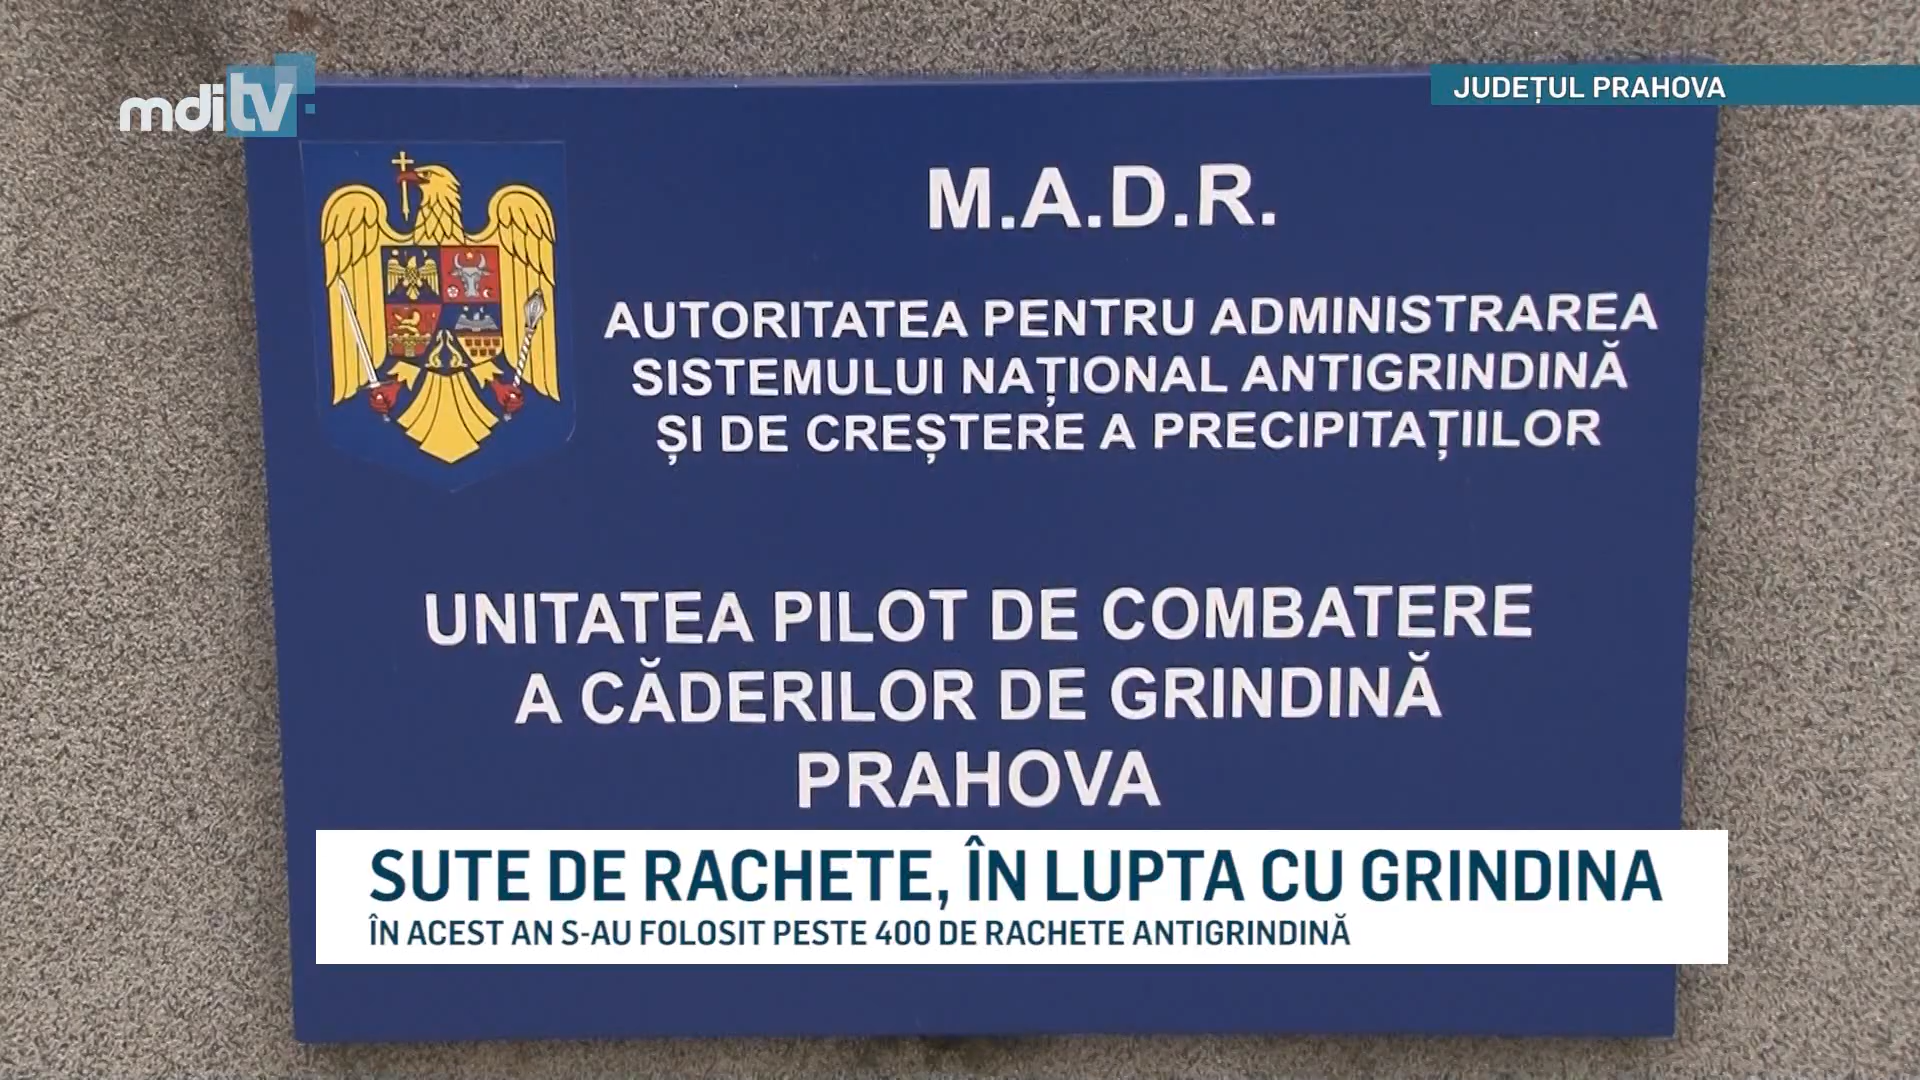 mditv
JUDEȚUL PRAHOVA
M.A.D.R.
AUTORITATEA PENTRU ADMINISTRAREA
SISTEMULUI NAȚIONAL ANTIGRINDINĂ
ȘI DE CREȘTERE A PRECIPITAȚIILOR
UNITATEA PILOT DE COMBATERE
A CĂDERILOR DE GRINDINĂ
PRAHOVA
SUTE DE RACHETE, ÎN LUPTA CU GRINDINA
ÎN ACEST AN S-AU FOLOSIT PESTE 400 DE RACHETE ANTIGRINDINĂ